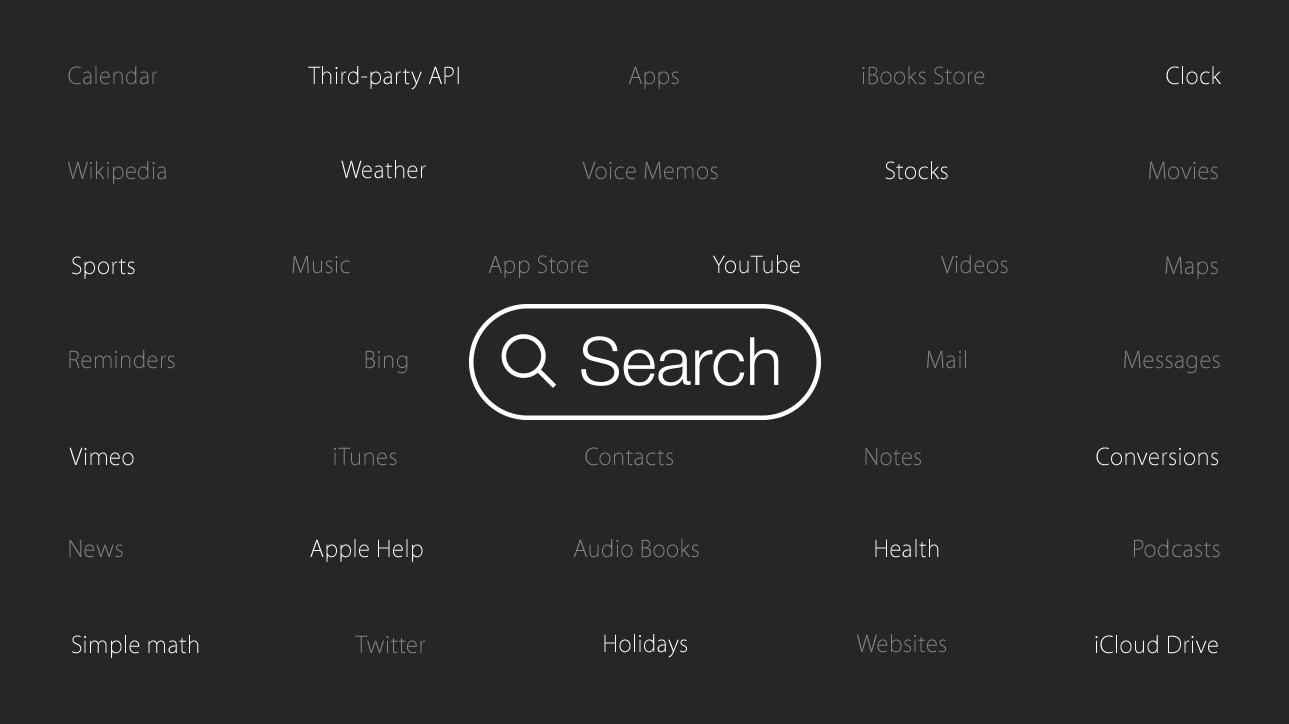 Calendar Third-party API Apps iBooks Store Clock
Wikipedia Weather Voice Memos Stocks Movies
Sports Music App Store YouTube Videos Maps
Reminders Bing Search Mail Messages
Vimeo iTunes Contacts Notes Conversions
News Apple Help Audio Books Health Podcasts
Simple math Twitter Holidays Websites iCloud Drive